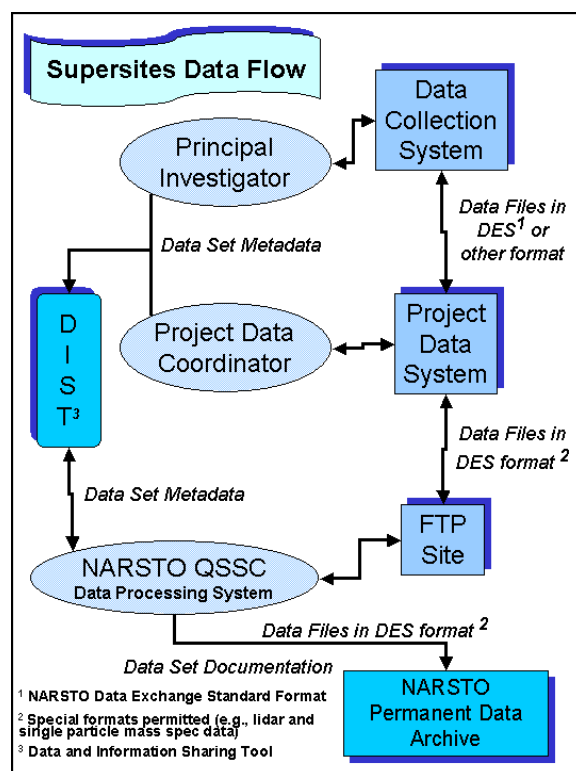 Supersites Data Flow
Data
Collection
System
Principal
Investigator
Data Files in
DES¹ or
other format
Data Set Metadata
D
I
S
T³
Project Data
Coordinator
Project
Data
System
Data Files in
DES format ²
Data Set Metadata
FTP
Site
NARSTO QSSC
Data Processing System
Data Files in DES format ²
Data Set Documentation
NARSTO
Permanent Data
Archive
¹ NARSTO Data Exchange Standard Format
² Special formats permitted (e.g., lidar and
single particle mass spec data)
³ Data and Information Sharing Tool